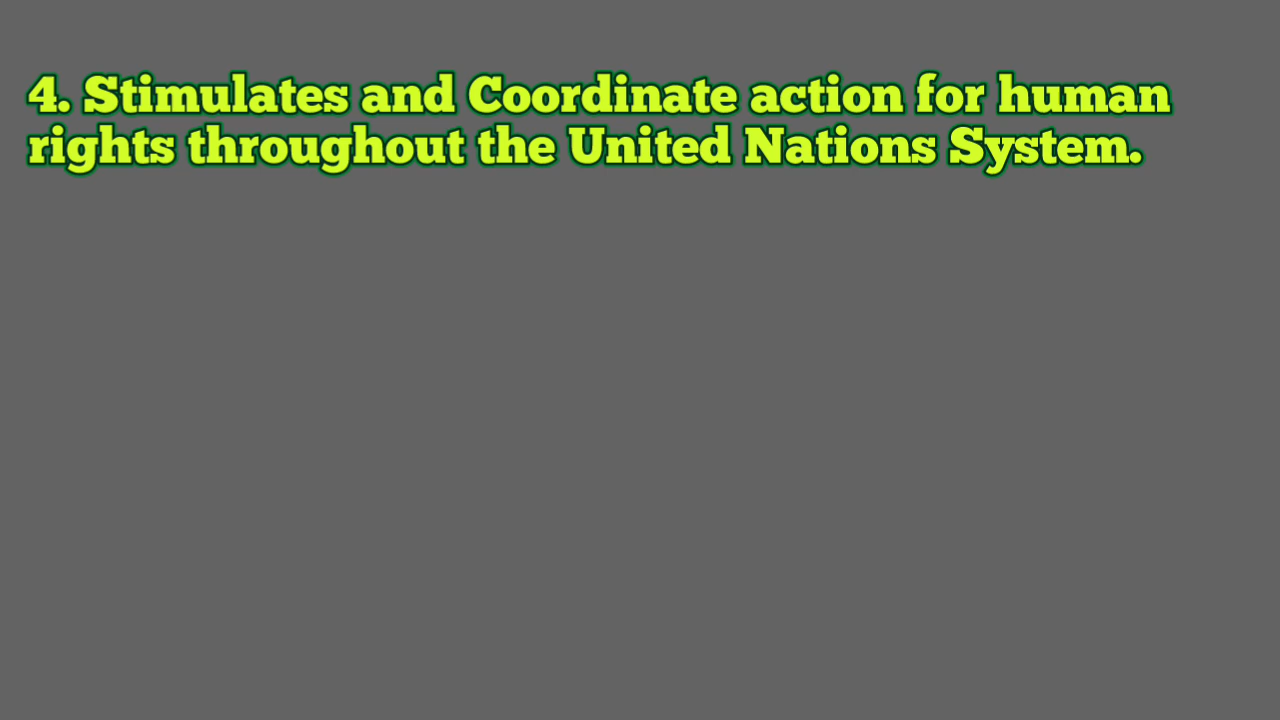 4. Stimulates and Coordinate action for human
rights throughout the United Nations System.